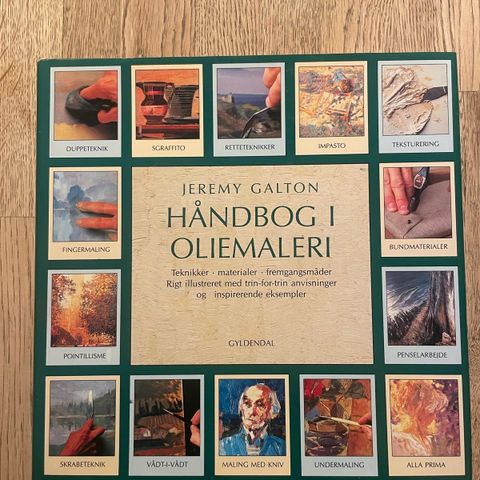 DUPPETEKNIK
SGRAFFITO
RETTETEKNIKKER
IMPASTO
TEKSTURERING
JEREMY GALTON
HÅNDBOG I
OLIEMALERI
Teknikker · materialer · fremgangsmåder
Rigt illustreret med trin-for-trin anvisninger
og inspirerende eksempler
GYLDENDAL
FINGERMALING
BUNDMATERIALER
POINTILLISME
PENSELARBEJDE
SKRABETEKNIK
VÅDT-I-VÅDT
MALING MED KNIV
UNDERMALING
ALLA PRIMA